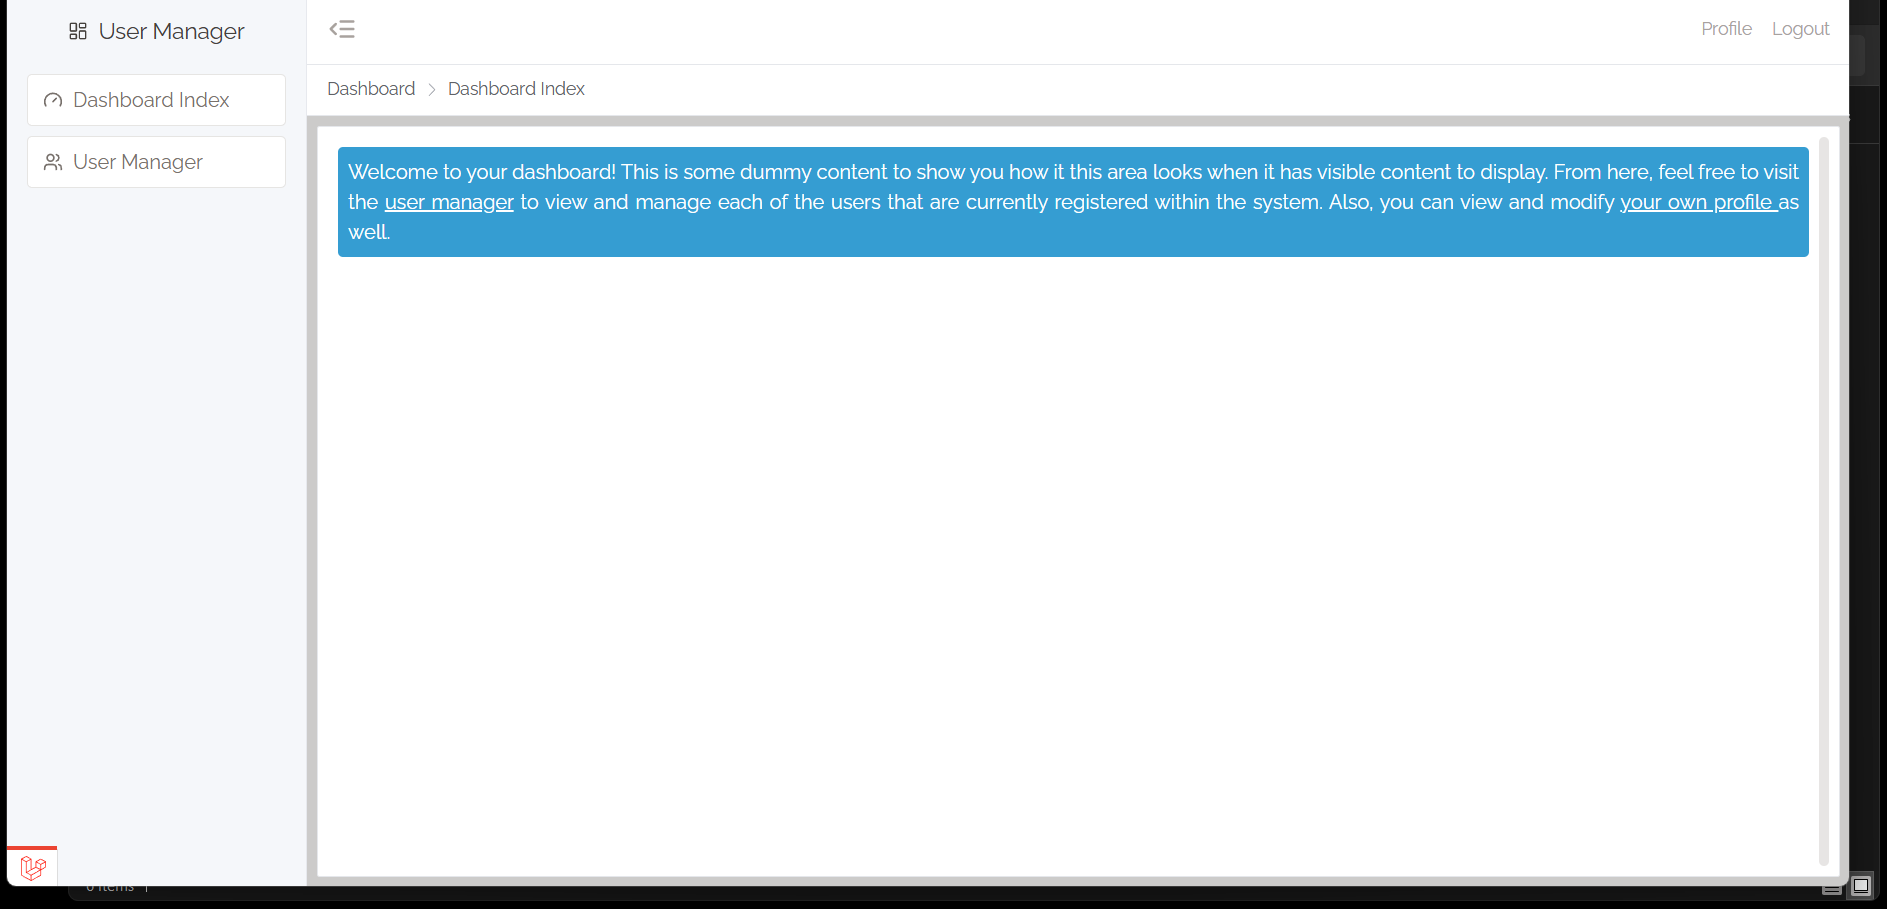 User Manager
Profile
Logout
Dashboard Index
User Manager
Dashboard
Dashboard Index
Welcome to your dashboard! This is some dummy content to show you how it this area looks when it has visible content to display. From here, feel free to visit
the user manager to view and manage each of the users that are currently registered within the system. Also, you can view and modify your own profile as
well.
0 items